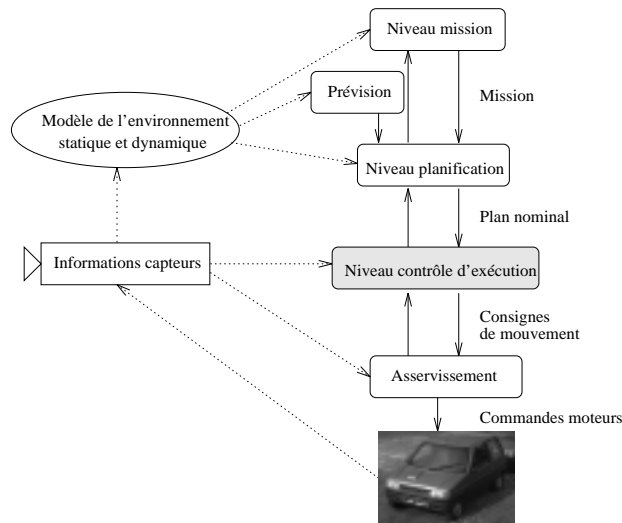 Niveau mission
Prévision
Mission
Modèle de l'environnement
statique et dynamique
Niveau planification
Plan nominal
Informations capteurs
Niveau contrôle d'exécution
Consignes
de mouvement
Asservissement
Commandes moteurs